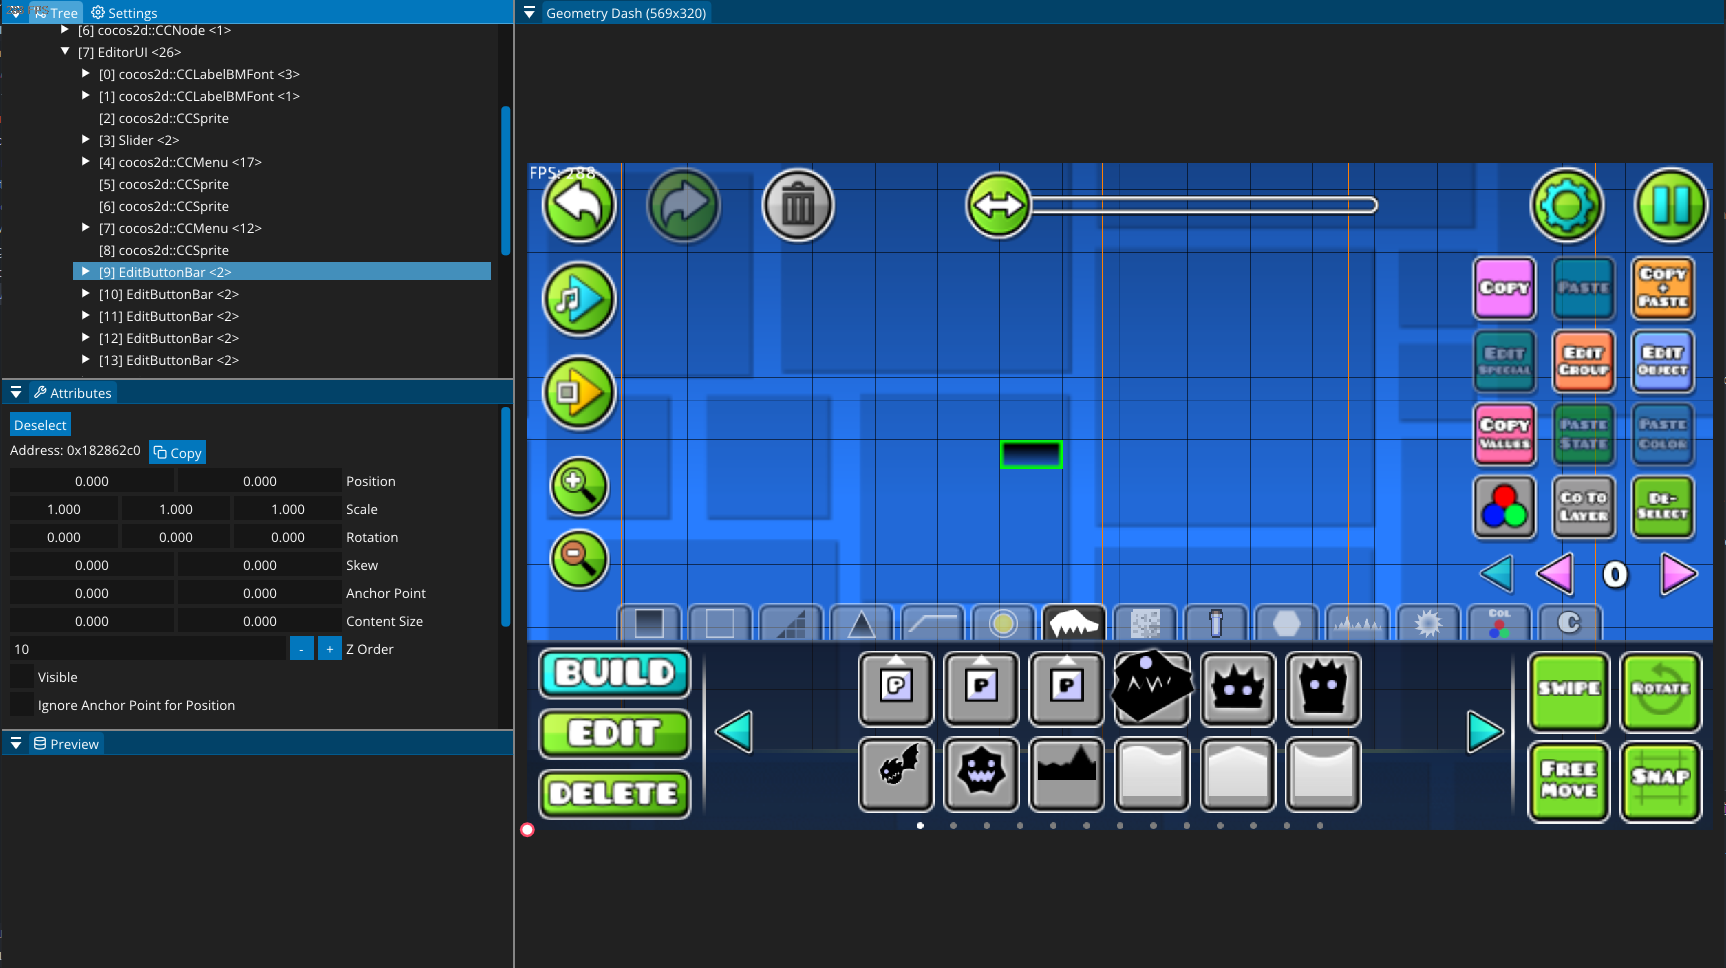 Tree
Settings
[6] cocos2d::CCNode <1>
[7] EditorUI <26>
[0] cocos2d::CCLabelBMFont <3>
[1] cocos2d::CCLabelBMFont <1>
[2] cocos2d::CCSprite
[3] Slider <2>
[4] cocos2d::CCMenu <17>
[5] cocos2d::CCSprite
[6] cocos2d::CCSprite
[7] cocos2d::CCMenu <12>
[8] cocos2d::CCSprite
[9] EditButtonBar <2>
[10] EditButtonBar <2>
[11] EditButtonBar <2>
[12] EditButtonBar <2>
[13] EditButtonBar <2>
Attributes
Deselect
Address: 0x182862c0 Copy
0.000 0.000 Position
1.000 1.000 1.000 Scale
0.000 0.000 0.000 Rotation
0.000 0.000 Skew
0.000 0.000 Anchor Point
0.000 0.000 Content Size
10 - + Z Order
Visible
Ignore Anchor Point for Position
Preview
Geometry Dash (569x320)
FPS: 288
COPY
PASTE
COPY
+
PASTE
EDIT
SPECIAL
EDIT
GROUP
EDIT
OBJECT
COPY
VALUES
PASTE
STATE
PASTE
COLOR
GO TO
LAYER
DE-
SELECT
0
COL
C
BUILD
EDIT
DELETE
P
P
P
SWIPE
ROTATE
FREE
MOVE
SNAP